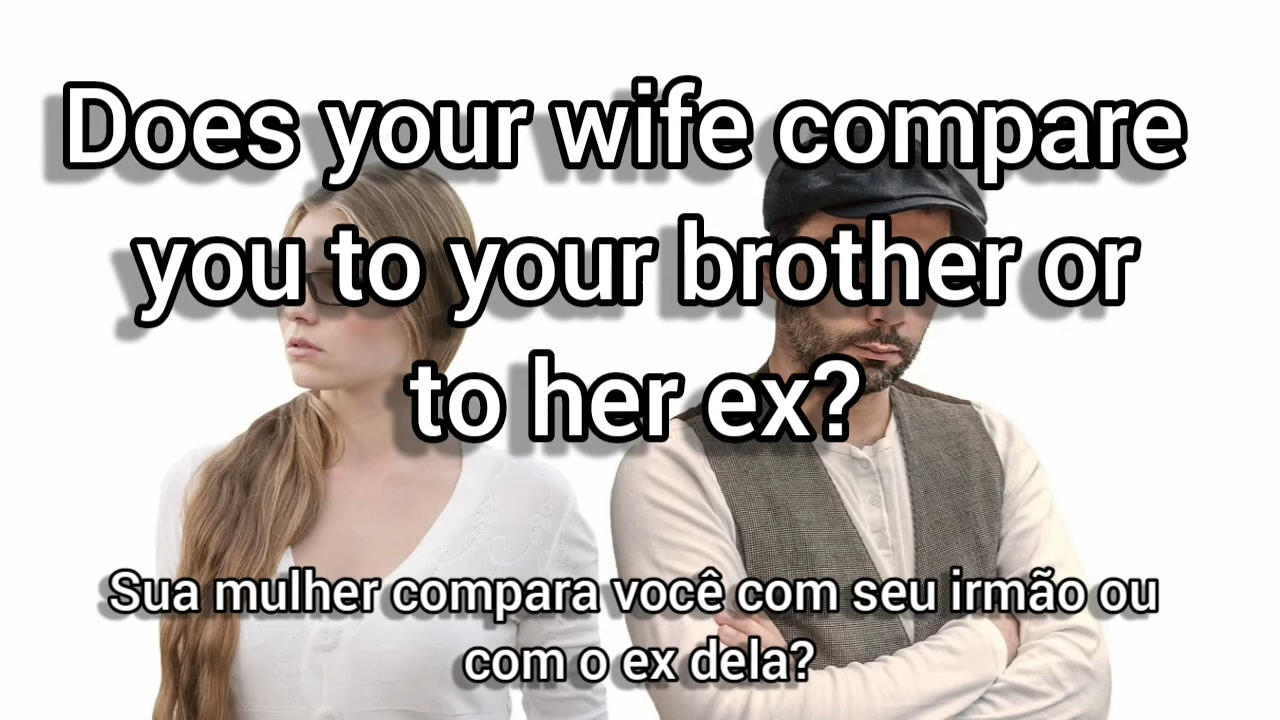 Does your wife compare
you to your brother or
to her ex?
Sua mulher compara você com seu irmão ou
com o ex dela?